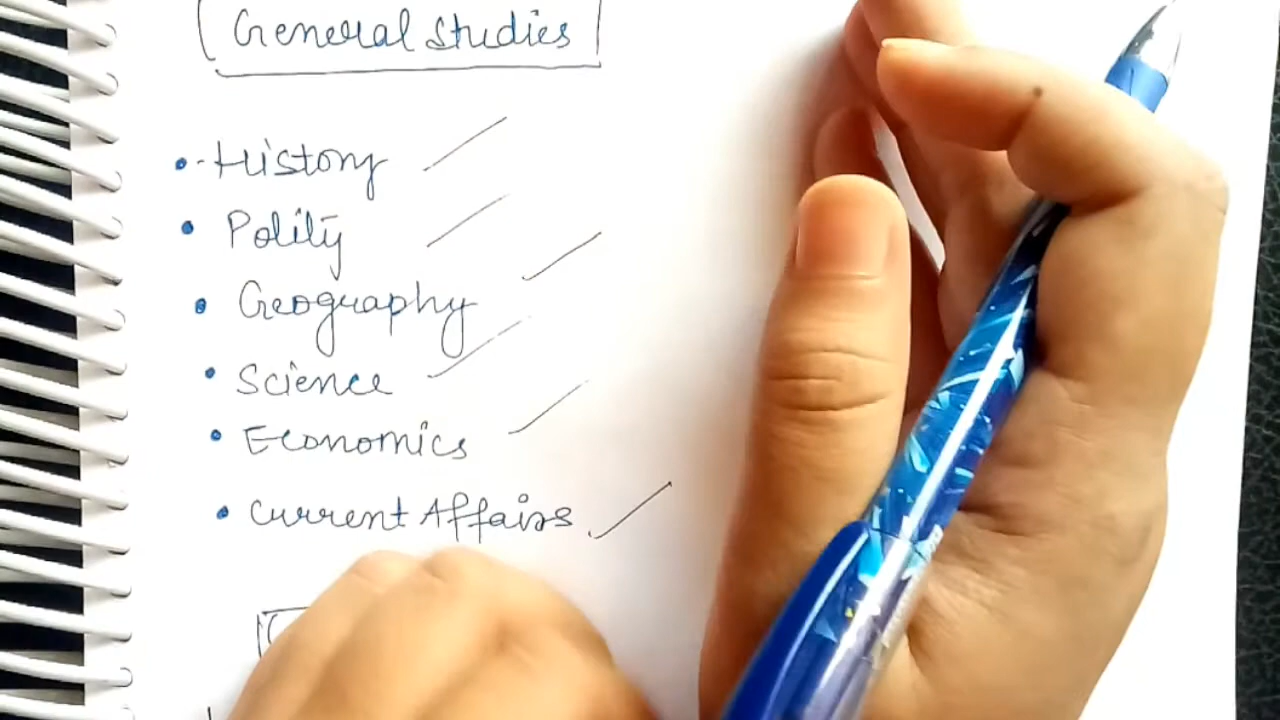 General Studies
History
Polity
Geography
Science
Economics
Current Affairs